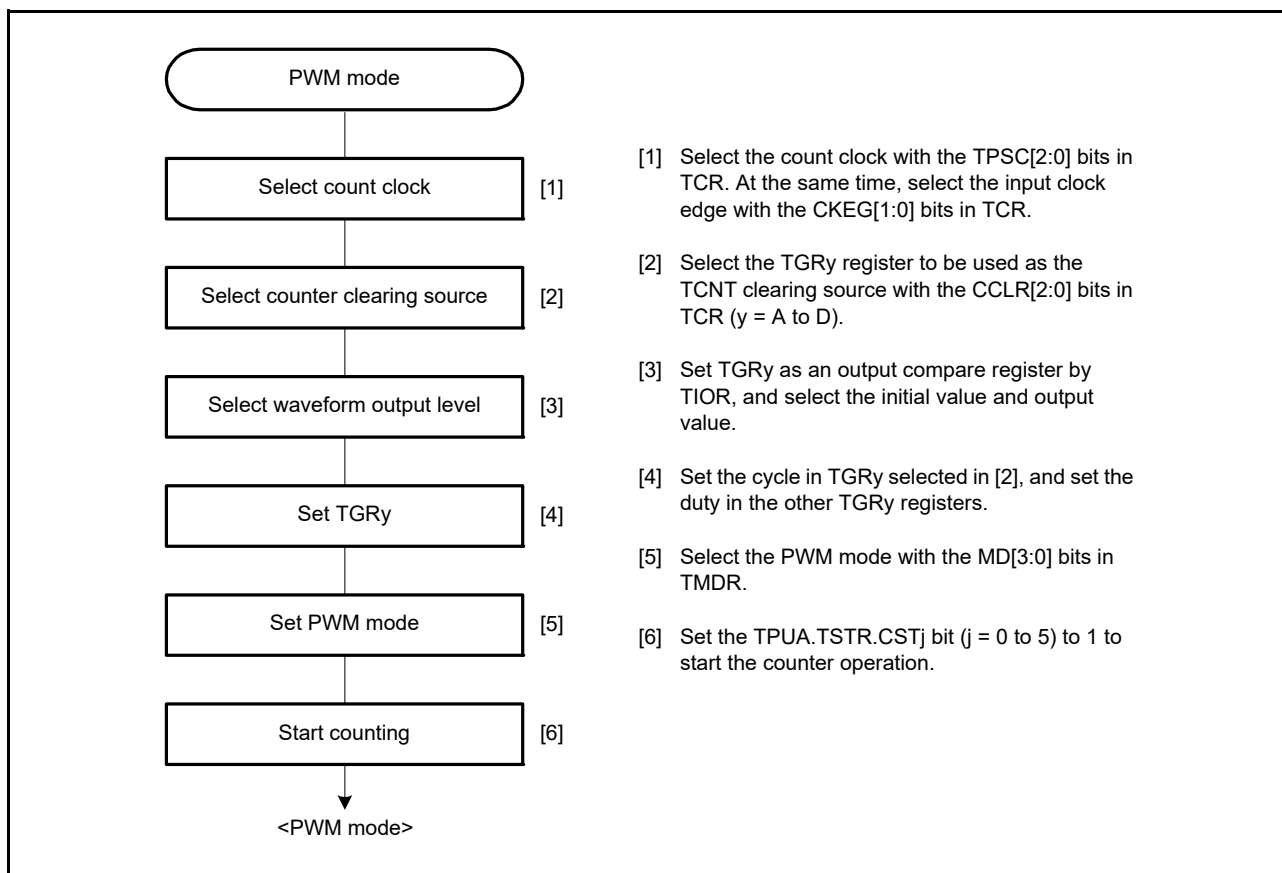 PWM mode
Select count clock
[1]
Select counter clearing source
[2]
Select waveform output level
[3]
Set TGRy
[4]
Set PWM mode
[5]
Start counting
[6]
<PWM mode>
[1] Select the count clock with the TPSC[2:0] bits in
TCR. At the same time, select the input clock
edge with the CKEG[1:0] bits in TCR.
[2] Select the TGRy register to be used as the
TCNT clearing source with the CCLR[2:0] bits in
TCR (y = A to D).
[3] Set TGRy as an output compare register by
TIOR, and select the initial value and output
value.
[4] Set the cycle in TGRy selected in [2], and set the
duty in the other TGRy registers.
[5] Select the PWM mode with the MD[3:0] bits in
TMDR.
[6] Set the TPUA.TSTR.CSTj bit (j = 0 to 5) to 1 to
start the counter operation.